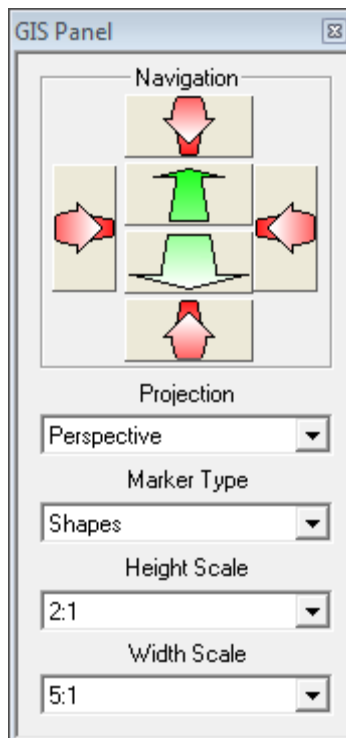 GIS Panel
Navigation
Projection
Perspective
Marker Type
Shapes
Height Scale
2:1
Width Scale
5:1